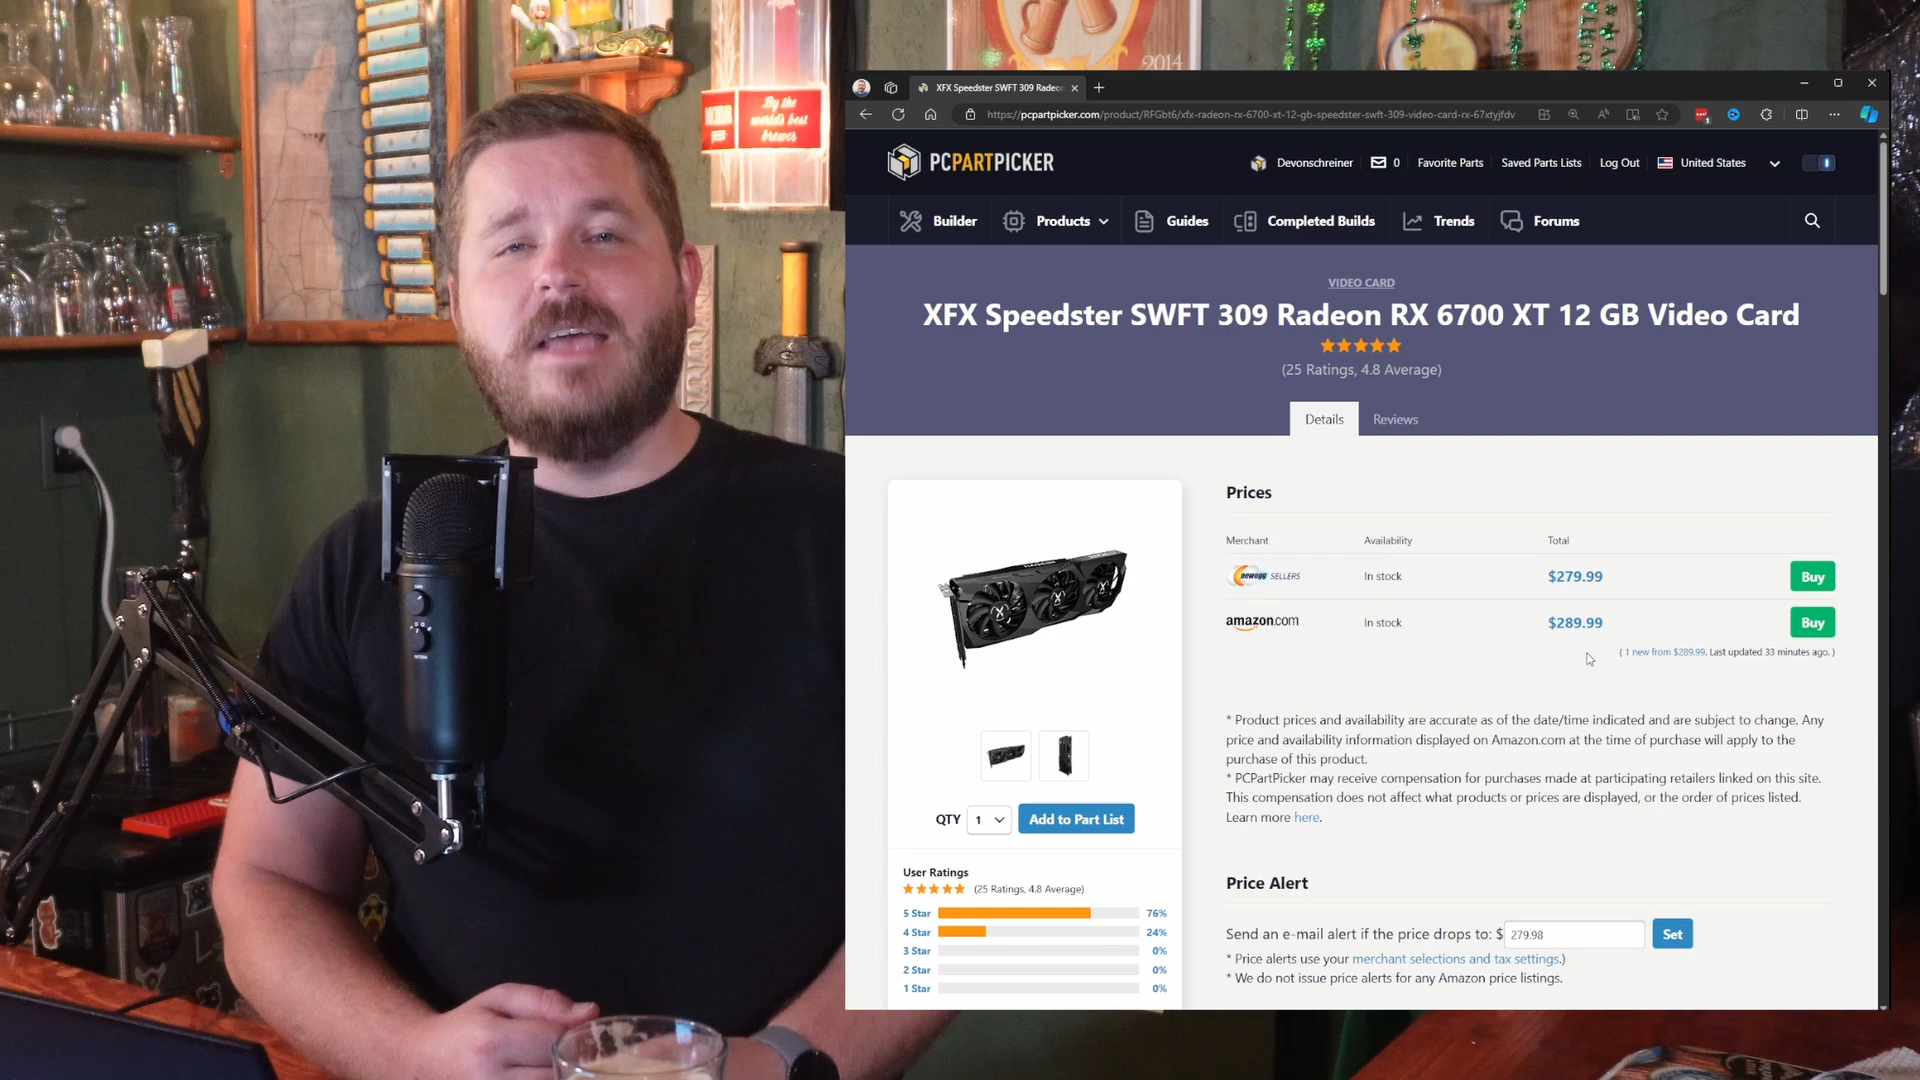 2014
By the
world's best
brewer
XFX Speedster SWFT 309 Radeon
https://pcpartpicker.com/product/RFGbt6/xfx-radeon-rx-6700-xt-12-gb-speedster-swft-309-video-card-rx-67xtyjfdv
PCPARTPICKER
Devonschreiner
0
Favorite Parts
Saved Parts Lists
Log Out
United States
Builder
Products
Guides
Completed Builds
Trends
Forums
VIDEO CARD
XFX Speedster SWFT 309 Radeon RX 6700 XT 12 GB Video Card
(25 Ratings, 4.8 Average)
Details
Reviews
Prices
Merchant Availability Total
newegg SELLERS In stock $279.99 Buy
amazon.com In stock $289.99 Buy
( 1 new from $289.99. Last updated 33 minutes ago. )
* Product prices and availability are accurate as of the date/time indicated and are subject to change. Any
price and availability information displayed on Amazon.com at the time of purchase will apply to the
purchase of this product.
* PCPartPicker may receive compensation for purchases made at participating retailers linked on this site.
This compensation does not affect what products or prices are displayed, or the order of prices listed.
Learn more here.
QTY 1 Add to Part List
User Ratings
(25 Ratings, 4.8 Average)
5 Star 76%
4 Star 24%
3 Star 0%
2 Star 0%
1 Star 0%
Price Alert
Send an e-mail alert if the price drops to: $ 279.98 Set
* Price alerts use your merchant selections and tax settings.)
* We do not issue price alerts for any Amazon price listings.